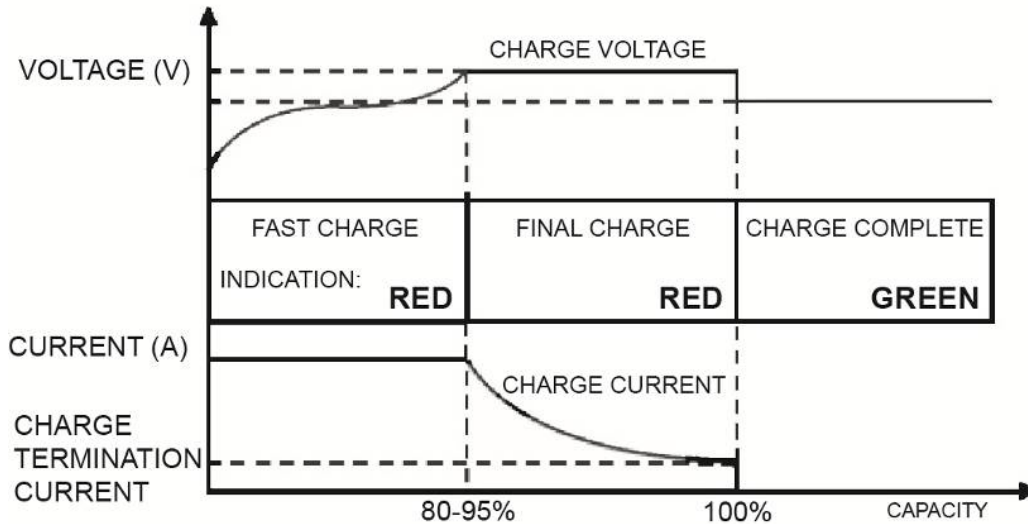 CHARGE VOLTAGE
VOLTAGE (V)
FAST CHARGE
FINAL CHARGE
CHARGE COMPLETE
INDICATION:
RED
RED
GREEN
CURRENT (A)
CHARGE CURRENT
CHARGE
TERMINATION
CURRENT
80-95%
100%
CAPACITY